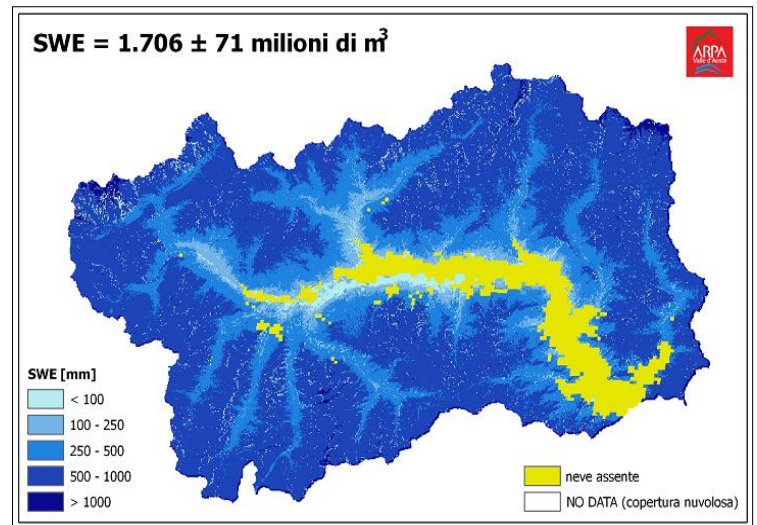 SWE = 1.706 ± 71 milioni di m³
ARPA
Valle d'Aosta
SWE [mm]
< 100
100 - 250
250 - 500
500 - 1000
> 1000
neve assente
NO DATA (copertura nuvolosa)